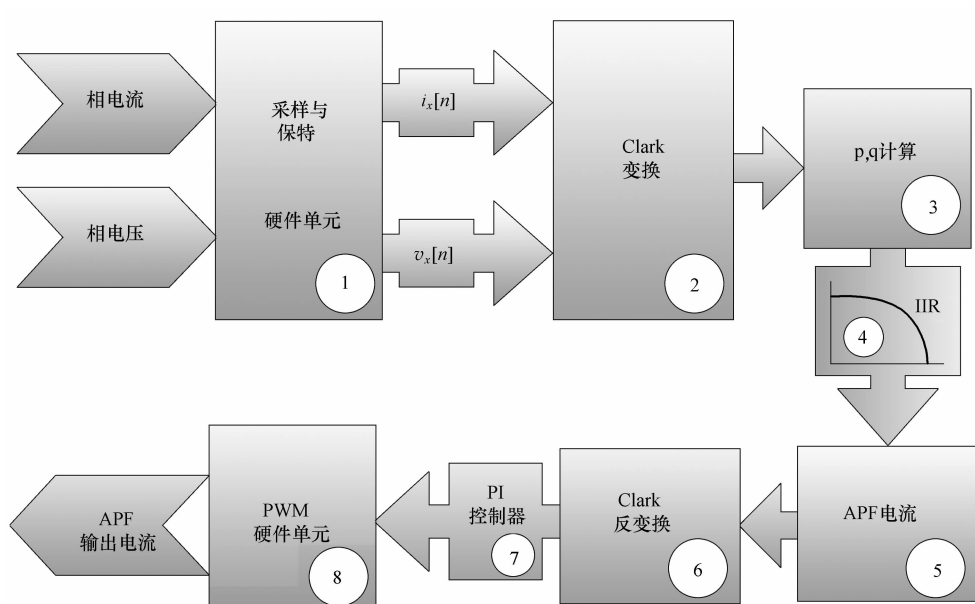 相电流
采样与
保特
i_x[n]
Clark
变换
p,q计算
3
相电压
硬件单元
1
v_x[n]
2
IIR
4
APF
输出电流
PWM
硬件单元
8
PI
控制器
7
Clark
反变换
6
APF电流
5